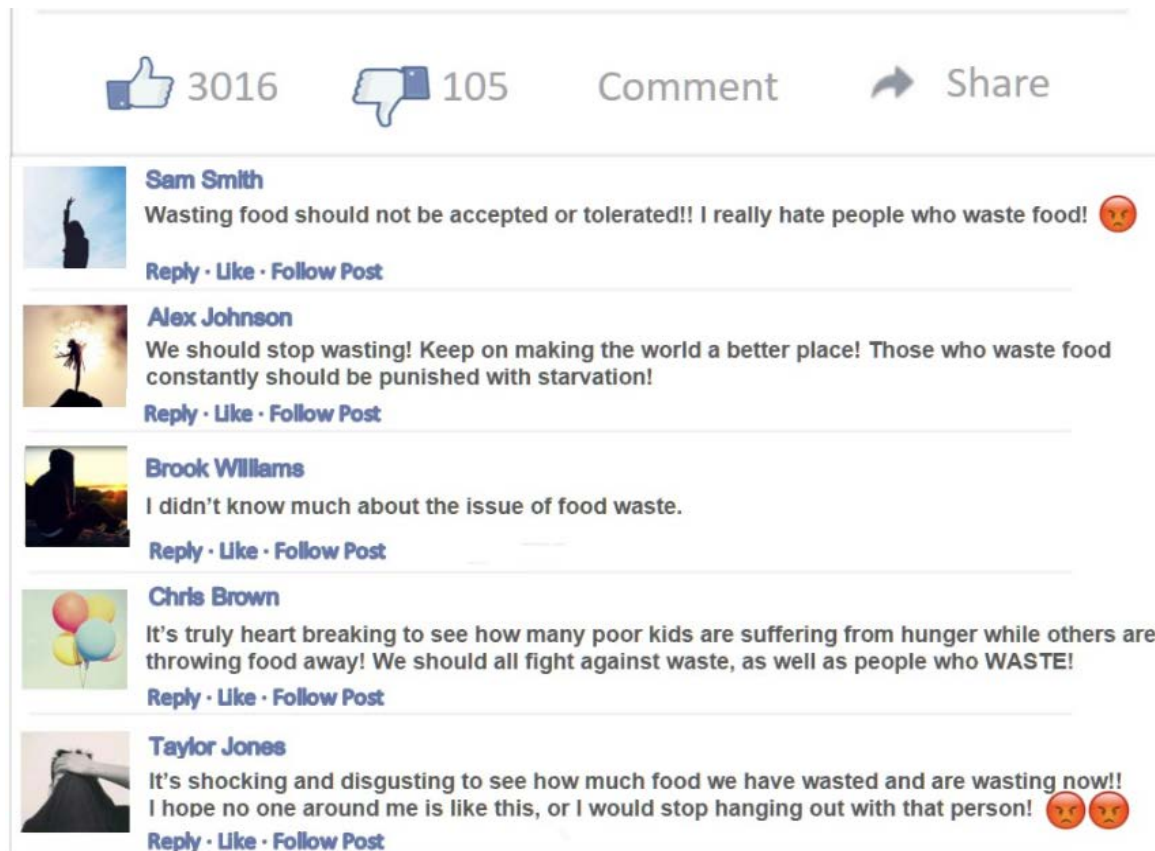 3016 105 Comment Share
Sam Smith
Wasting food should not be accepted or tolerated!! I really hate people who waste food!
Reply · Like · Follow Post
Alex Johnson
We should stop wasting! Keep on making the world a better place! Those who waste food
constantly should be punished with starvation!
Reply · Like · Follow Post
Brook Williams
I didn't know much about the issue of food waste.
Reply · Like · Follow Post
Chris Brown
It's truly heart breaking to see how many poor kids are suffering from hunger while others are
throwing food away! We should all fight against waste, as well as people who WASTE!
Reply · Like · Follow Post
Taylor Jones
It's shocking and disgusting to see how much food we have wasted and are wasting now!!
I hope no one around me is like this, or I would stop hanging out with that person!
Reply · Like · Follow Post